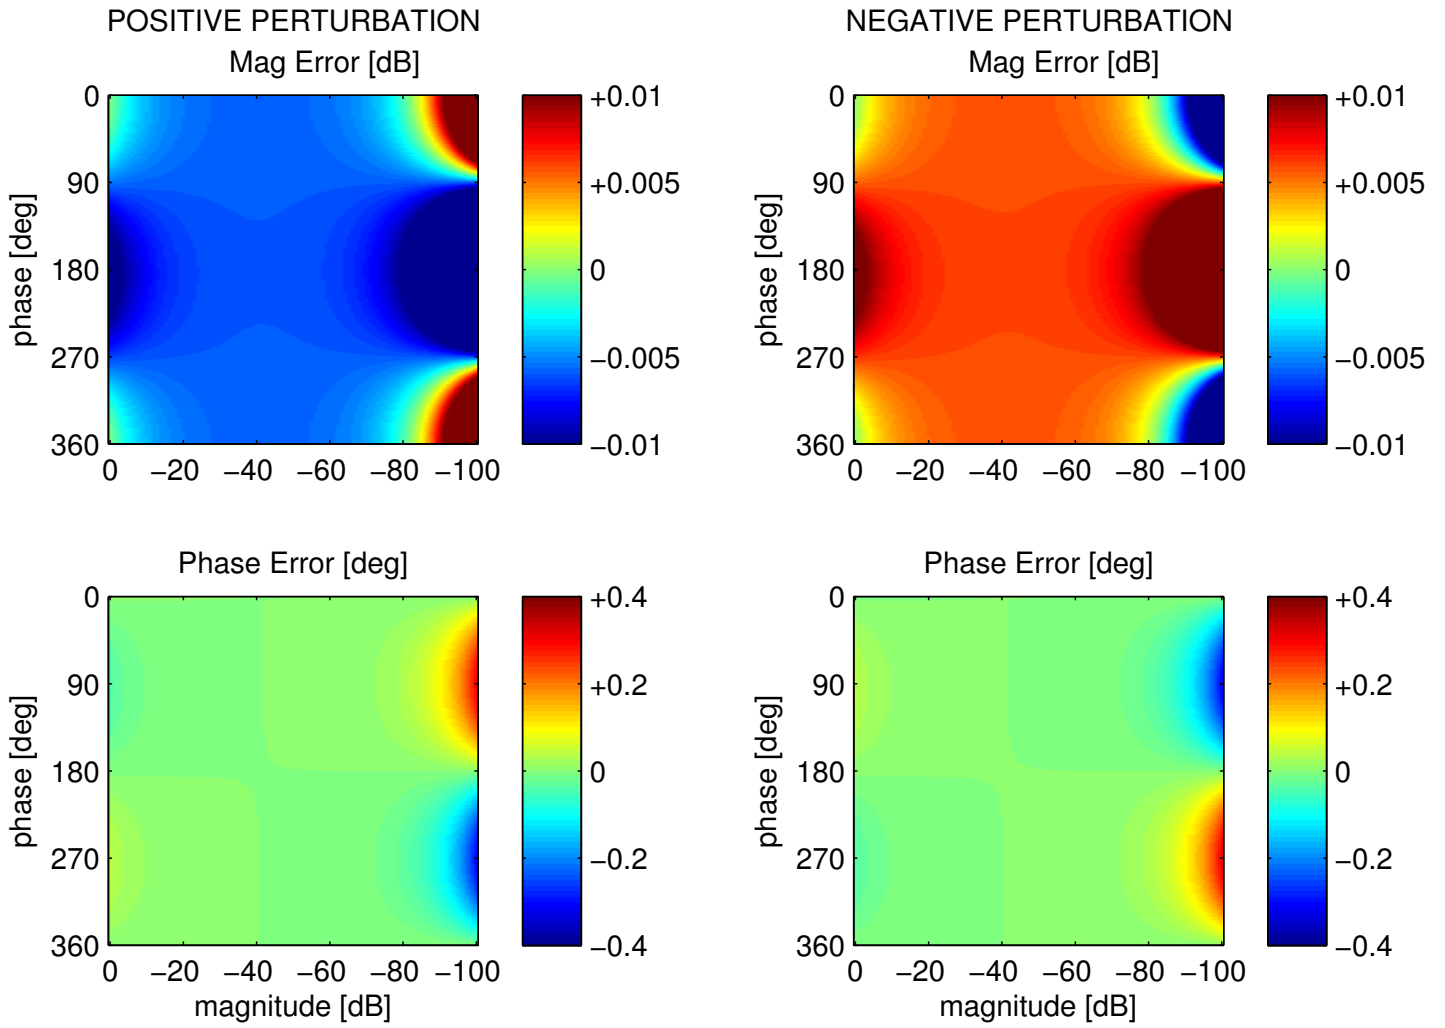 POSITIVE PERTURBATION
Mag Error [dB]
0
90
180
270
360
phase [deg]
0 −20 −40 −60 −80 −100
+0.01
+0.005
0
−0.005
−0.01
NEGATIVE PERTURBATION
Mag Error [dB]
0
90
180
270
360
phase [deg]
0 −20 −40 −60 −80 −100
+0.01
+0.005
0
−0.005
−0.01
Phase Error [deg]
0
90
180
270
360
phase [deg]
0 −20 −40 −60 −80 −100
magnitude [dB]
+0.4
+0.2
0
−0.2
−0.4
Phase Error [deg]
0
90
180
270
360
phase [deg]
0 −20 −40 −60 −80 −100
magnitude [dB]
+0.4
+0.2
0
−0.2
−0.4